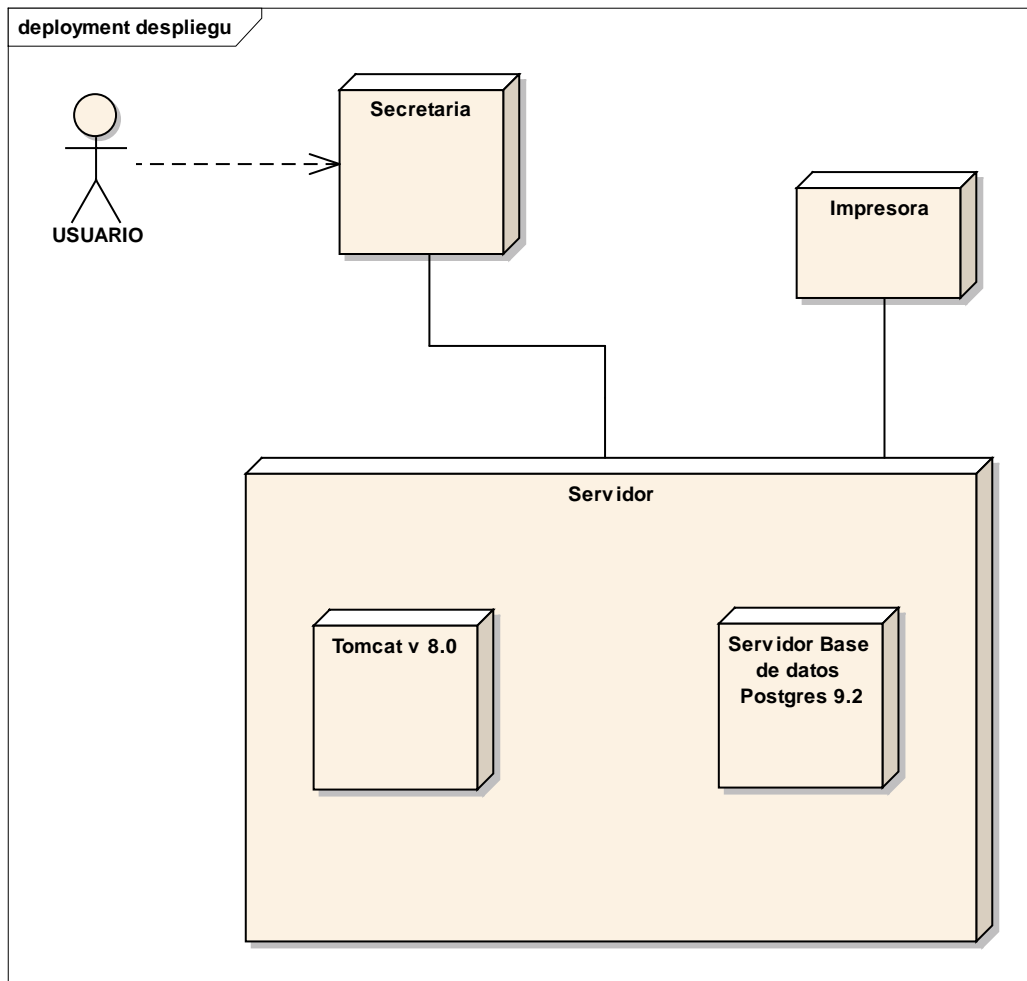 deployment despliegu
Secretaria
USUARIO
Impresora
Servidor
Tomcat v 8.0
Servidor Base
de datos
Postgres 9.2